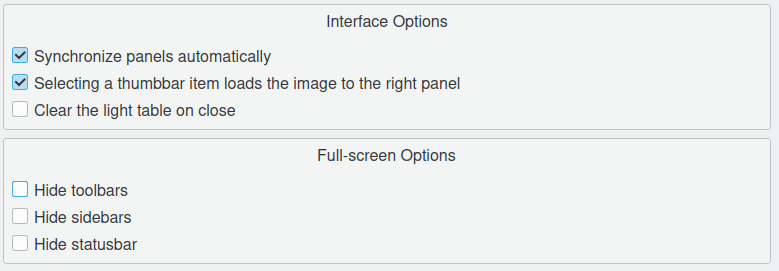 Interface Options
Synchronize panels automatically
Selecting a thumbbar item loads the image to the right panel
Clear the light table on close
Full-screen Options
Hide toolbars
Hide sidebars
Hide statusbar